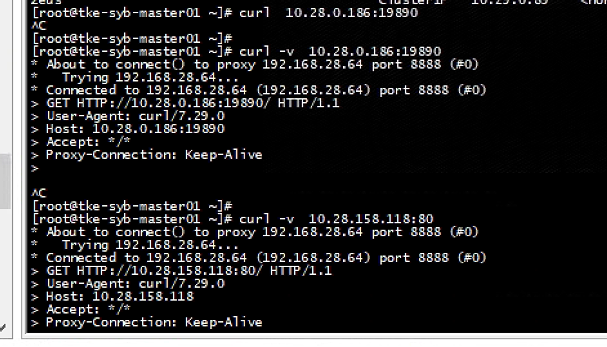 [root@tke-syb-master01 ~]# curl  10.28.0.186:19890
^C
[root@tke-syb-master01 ~]#
[root@tke-syb-master01 ~]# curl -v  10.28.0.186:19890
* About to connect() to proxy 192.168.28.64 port 8888 (#0)
*   Trying 192.168.28.64...
* Connected to 192.168.28.64 (192.168.28.64) port 8888 (#0)
> GET HTTP://10.28.0.186:19890/ HTTP/1.1
> User-Agent: curl/7.29.0
> Host: 10.28.0.186:19890
> Accept: */*
> Proxy-Connection: Keep-Alive
>
^C
[root@tke-syb-master01 ~]#
[root@tke-syb-master01 ~]# curl -v  10.28.158.118:80
* About to connect() to proxy 192.168.28.64 port 8888 (#0)
*   Trying 192.168.28.64...
* Connected to 192.168.28.64 (192.168.28.64) port 8888 (#0)
> GET HTTP://10.28.158.118:80/ HTTP/1.1
> User-Agent: curl/7.29.0
> Host: 10.28.158.118
> Accept: */*
> Proxy-Connection: Keep-Alive